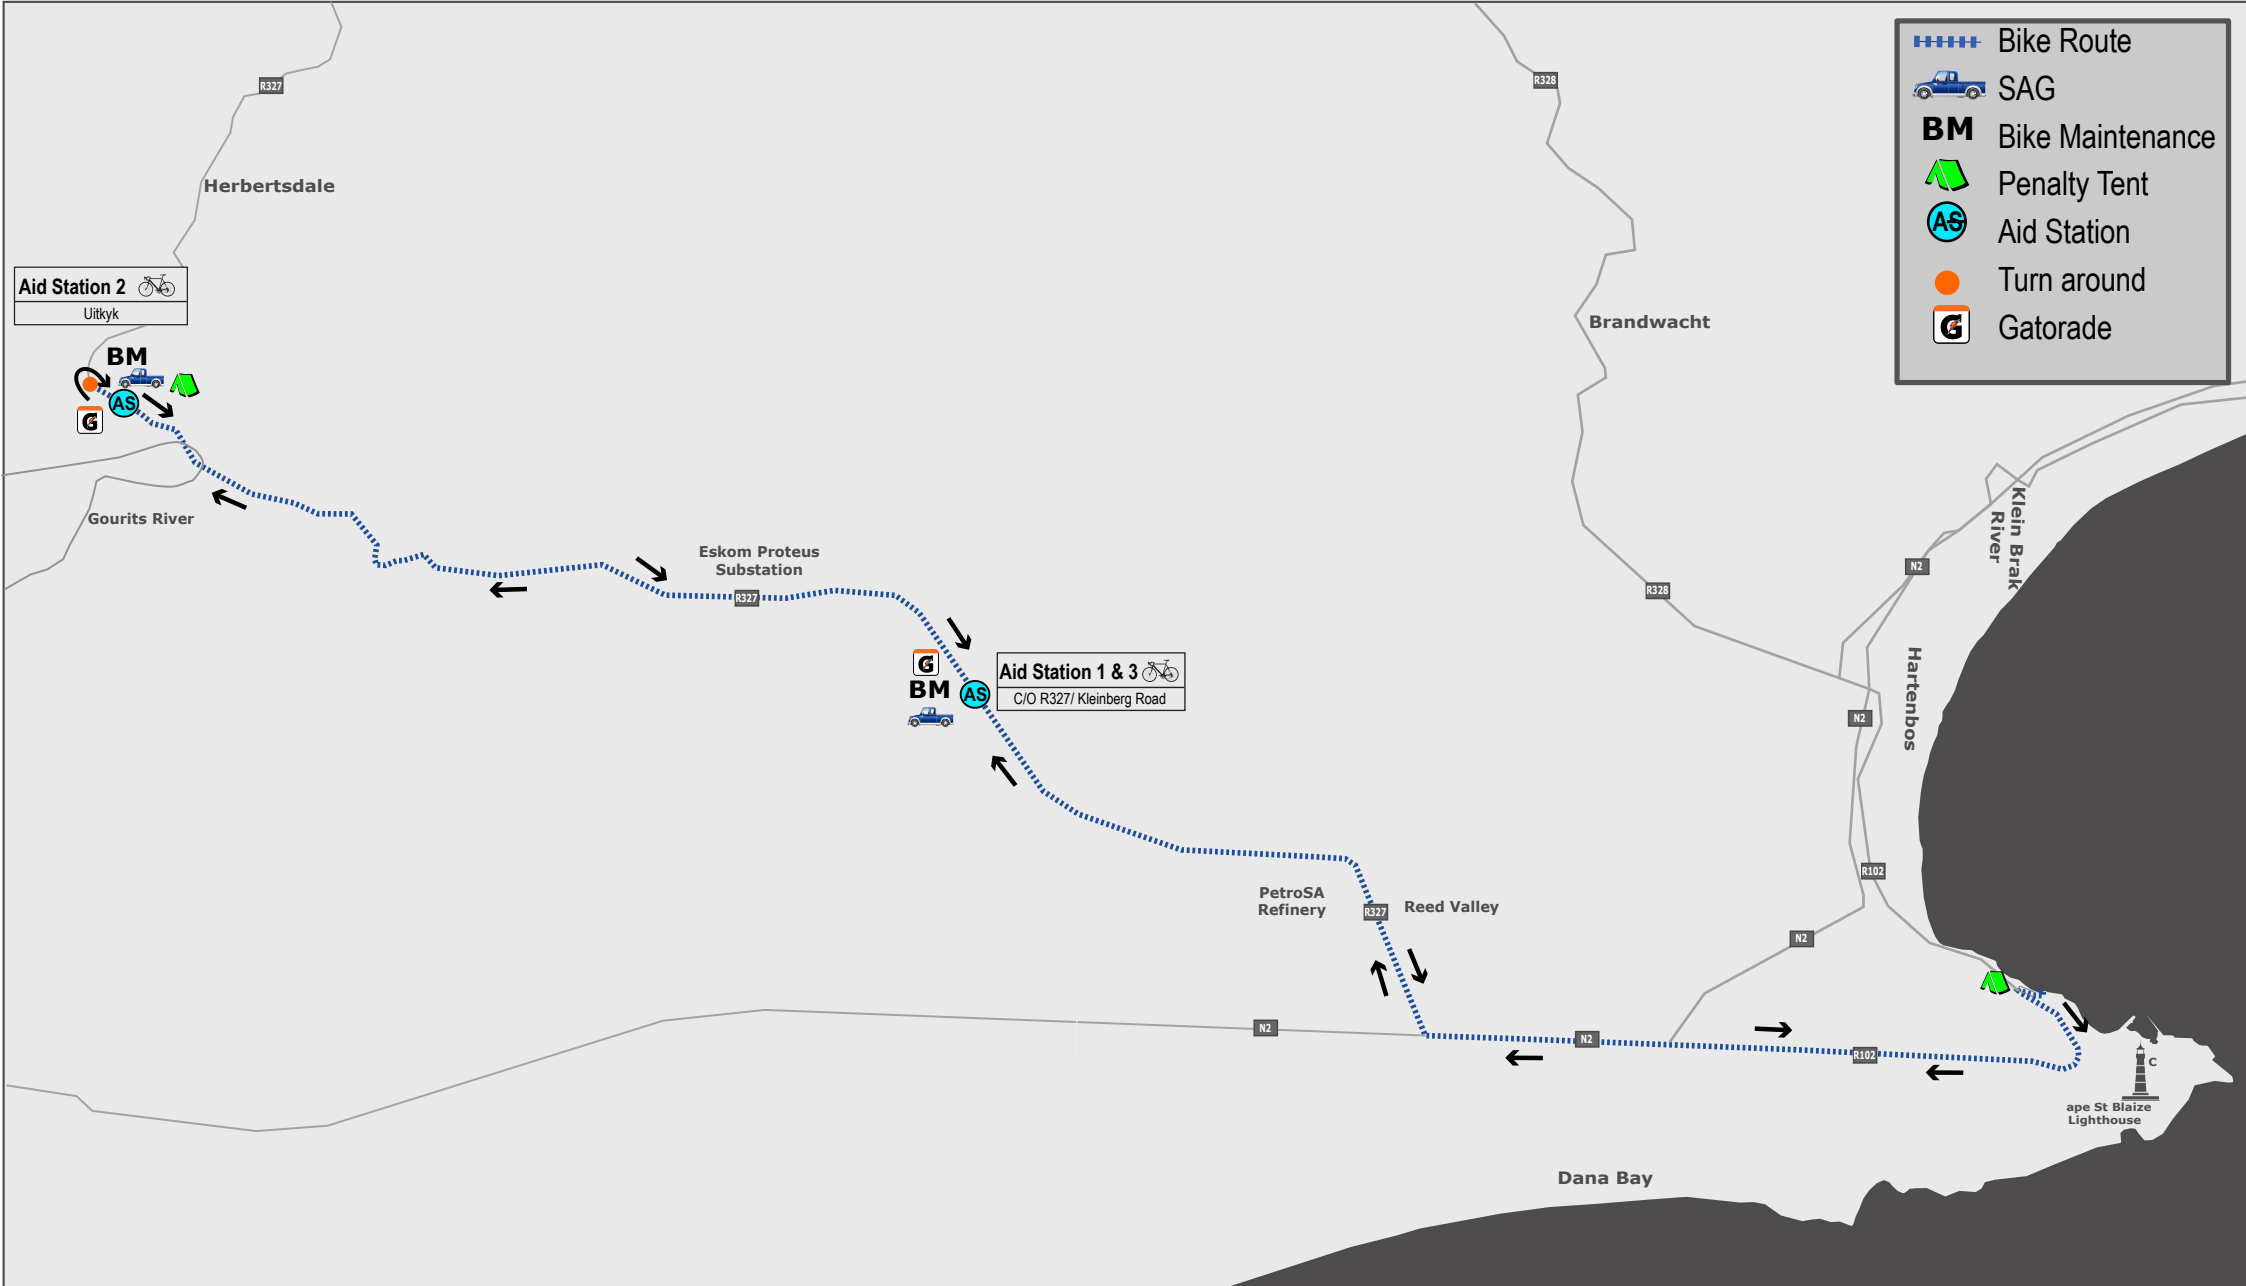 Bike Route
SAG
BM Bike Maintenance
Penalty Tent
AS Aid Station
Turn around
G Gatorade
R327
R328
Herbertsdale
Aid Station 2
Uitkyk
Brandwacht
BM
AS
G
Gourits River
Klein Brak
River
N2
Eskom Proteus
Substation
R327
R328
G
BM
AS
Aid Station 1 & 3
C/O R327/ Kleinberg Road
Hartenbos
N2
R102
PetroSA
Refinery
R327
Reed Valley
N2
N2
N2
R102
C
ape St Blaize
Lighthouse
Dana Bay